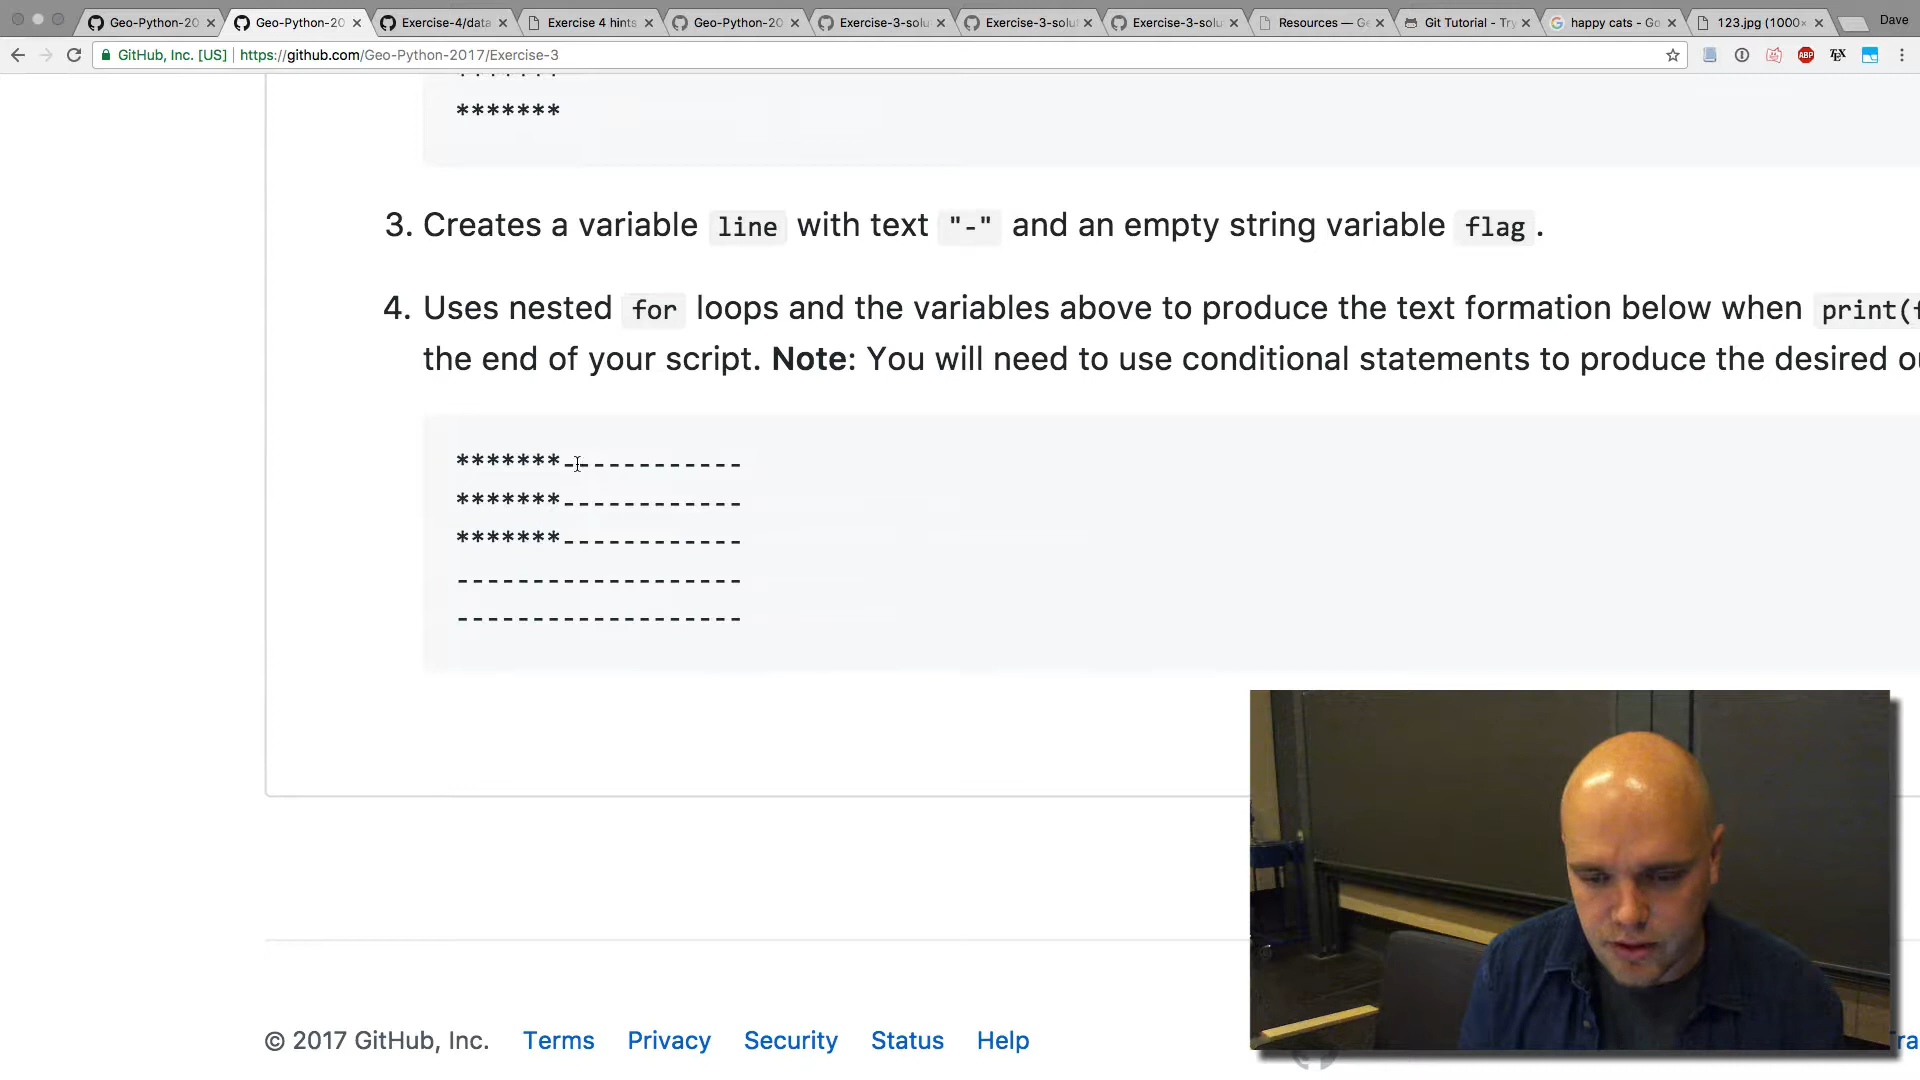 Geo-Python-20 Geo-Python-20 Exercise-4/data Exercise 4 hints Geo-Python-20 Exercise-3-solu Exercise-3-solut Exercise-3-solu Resources — Ge Git Tutorial - Try happy cats - Go 123.jpg (1000× Dave
GitHub, Inc. [US] https://github.com/Geo-Python-2017/Exercise-3 ABP
*******
3. Creates a variable line with text "-" and an empty string variable flag.
4. Uses nested for loops and the variables above to produce the text formation below when print(f
the end of your script. Note: You will need to use conditional statements to produce the desired ou
*******------------
*******------------
*******------------
-------------------
-------------------
© 2017 GitHub, Inc. Terms Privacy Security Status Help